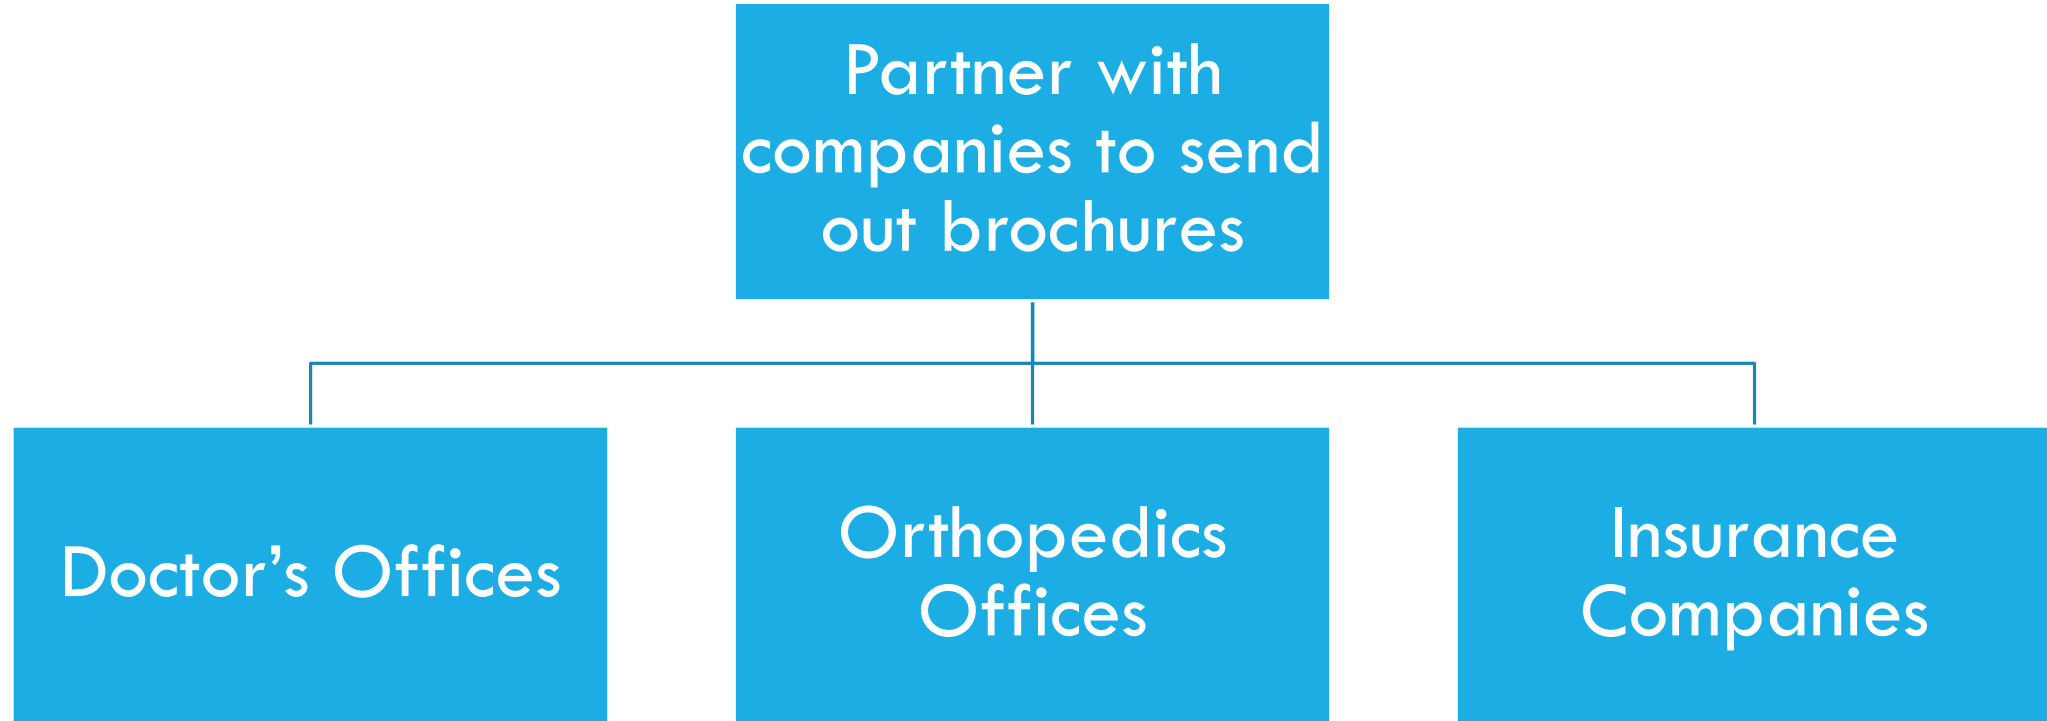 Partner with
companies to send
out brochures
Doctor’s Offices
Orthopedics
Offices
Insurance
Companies